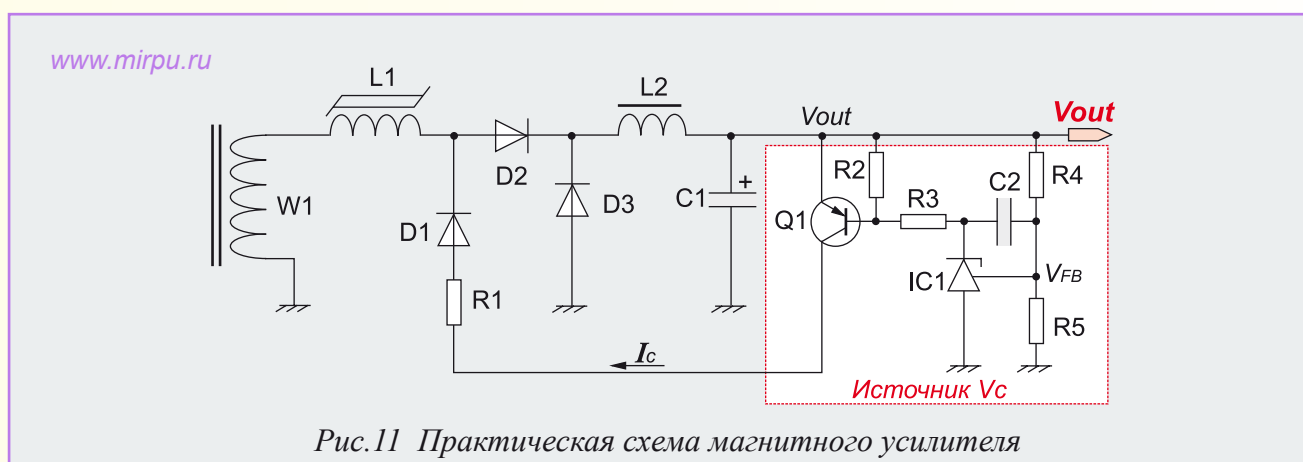 www.mirpu.ru
L1
L2
Vout
Vout
W1
D1
D2
D3
C1
+
R1
R2
R3
C2
R4
Q1
IC1
VFB
R5
Ic
Источник Vc
Рис.11 Практическая схема магнитного усилителя